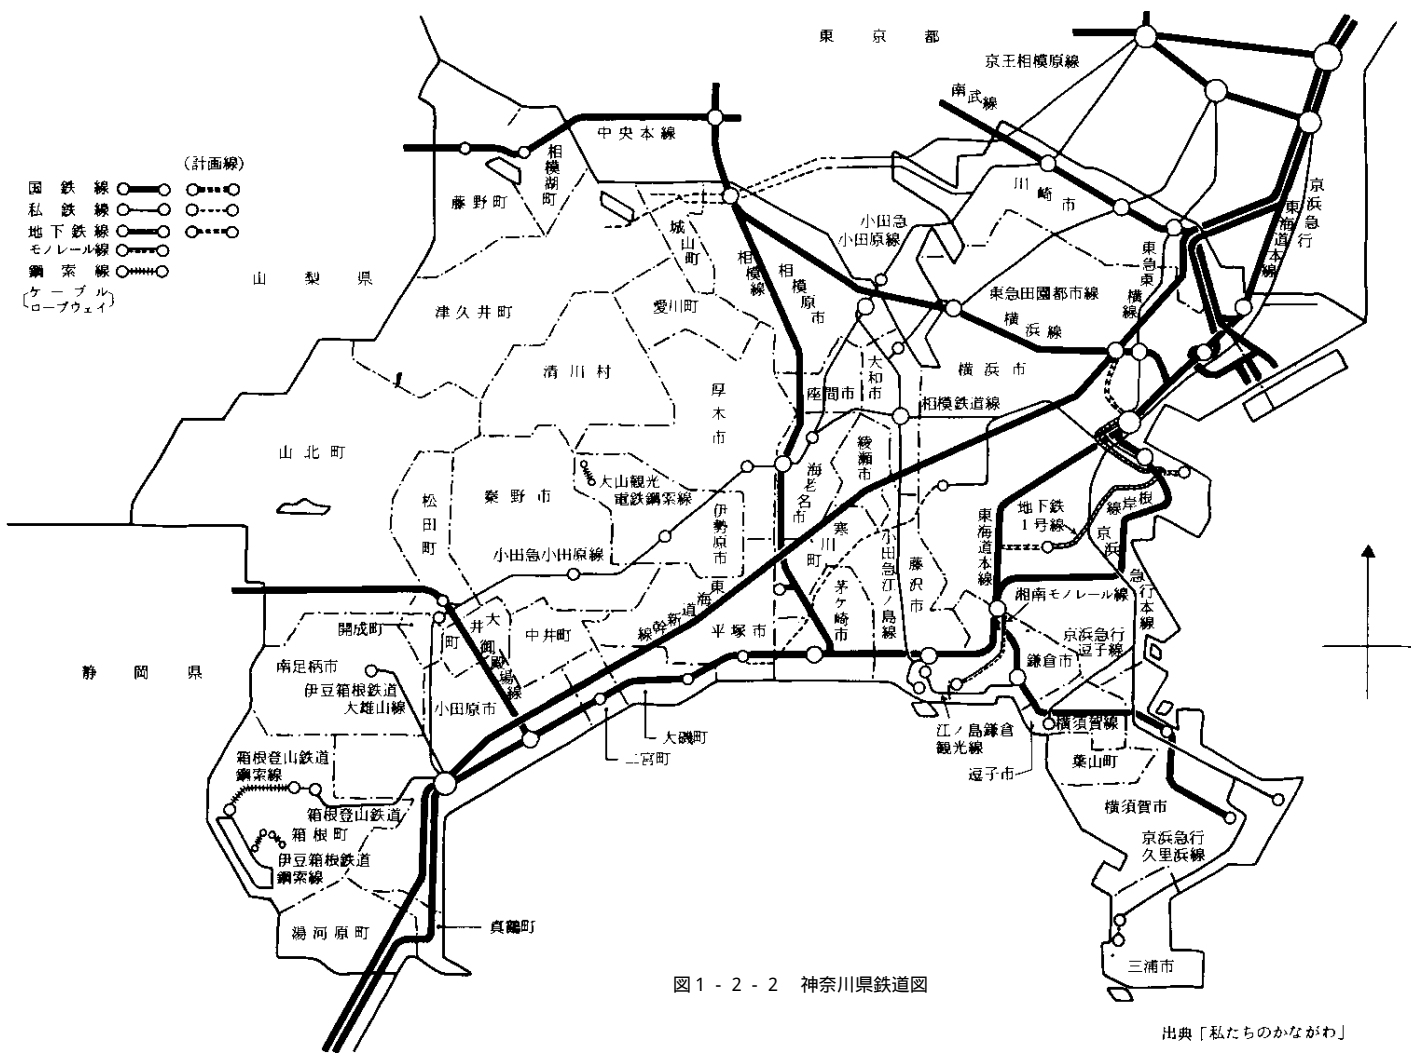 東京都
京王相模原線
南武線
中央本線
(計画線)
国鉄線
私鉄線
地下鉄線
モノレール線
鋼索線
〔ケーブル
ロープウェイ〕
相模湖町
藤野町
川崎市
京浜急行
東海道本線
城山町
小田急
小田原線
東急東横線
山梨県
相模線
相模原市
東急田園都市線
津久井町
愛川町
横浜線
清川村
大和市
横浜市
厚木市
座間市
相模鉄道線
山北町
綾瀬市
海老名市
大山観光
電鉄鋼索線
秦野市
松田町
伊勢原市
寒川町
東海道本線
地下鉄
1号線
根岸線
京浜急行本線
小田急小田原線
小田急江ノ島線
藤沢市
茅ケ崎市
東海道新幹線
湘南モノレール線
開成町
大井町
御殿場線
中井町
平塚市
京浜急行
逗子線
鎌倉市
静岡県
南足柄市
伊豆箱根鉄道
大雄山線
小田原市
大磯町
二宮町
江ノ島鎌倉
観光線
横須賀線
逗子市
葉山町
箱根登山鉄道
鋼索線
箱根登山鉄道
箱根町
横須賀市
京浜急行
久里浜線
伊豆箱根鉄道
鋼索線
湯河原町
真鶴町
三浦市
図1-2-2 神奈川県鉄道図
出典「私たちのかながわ」